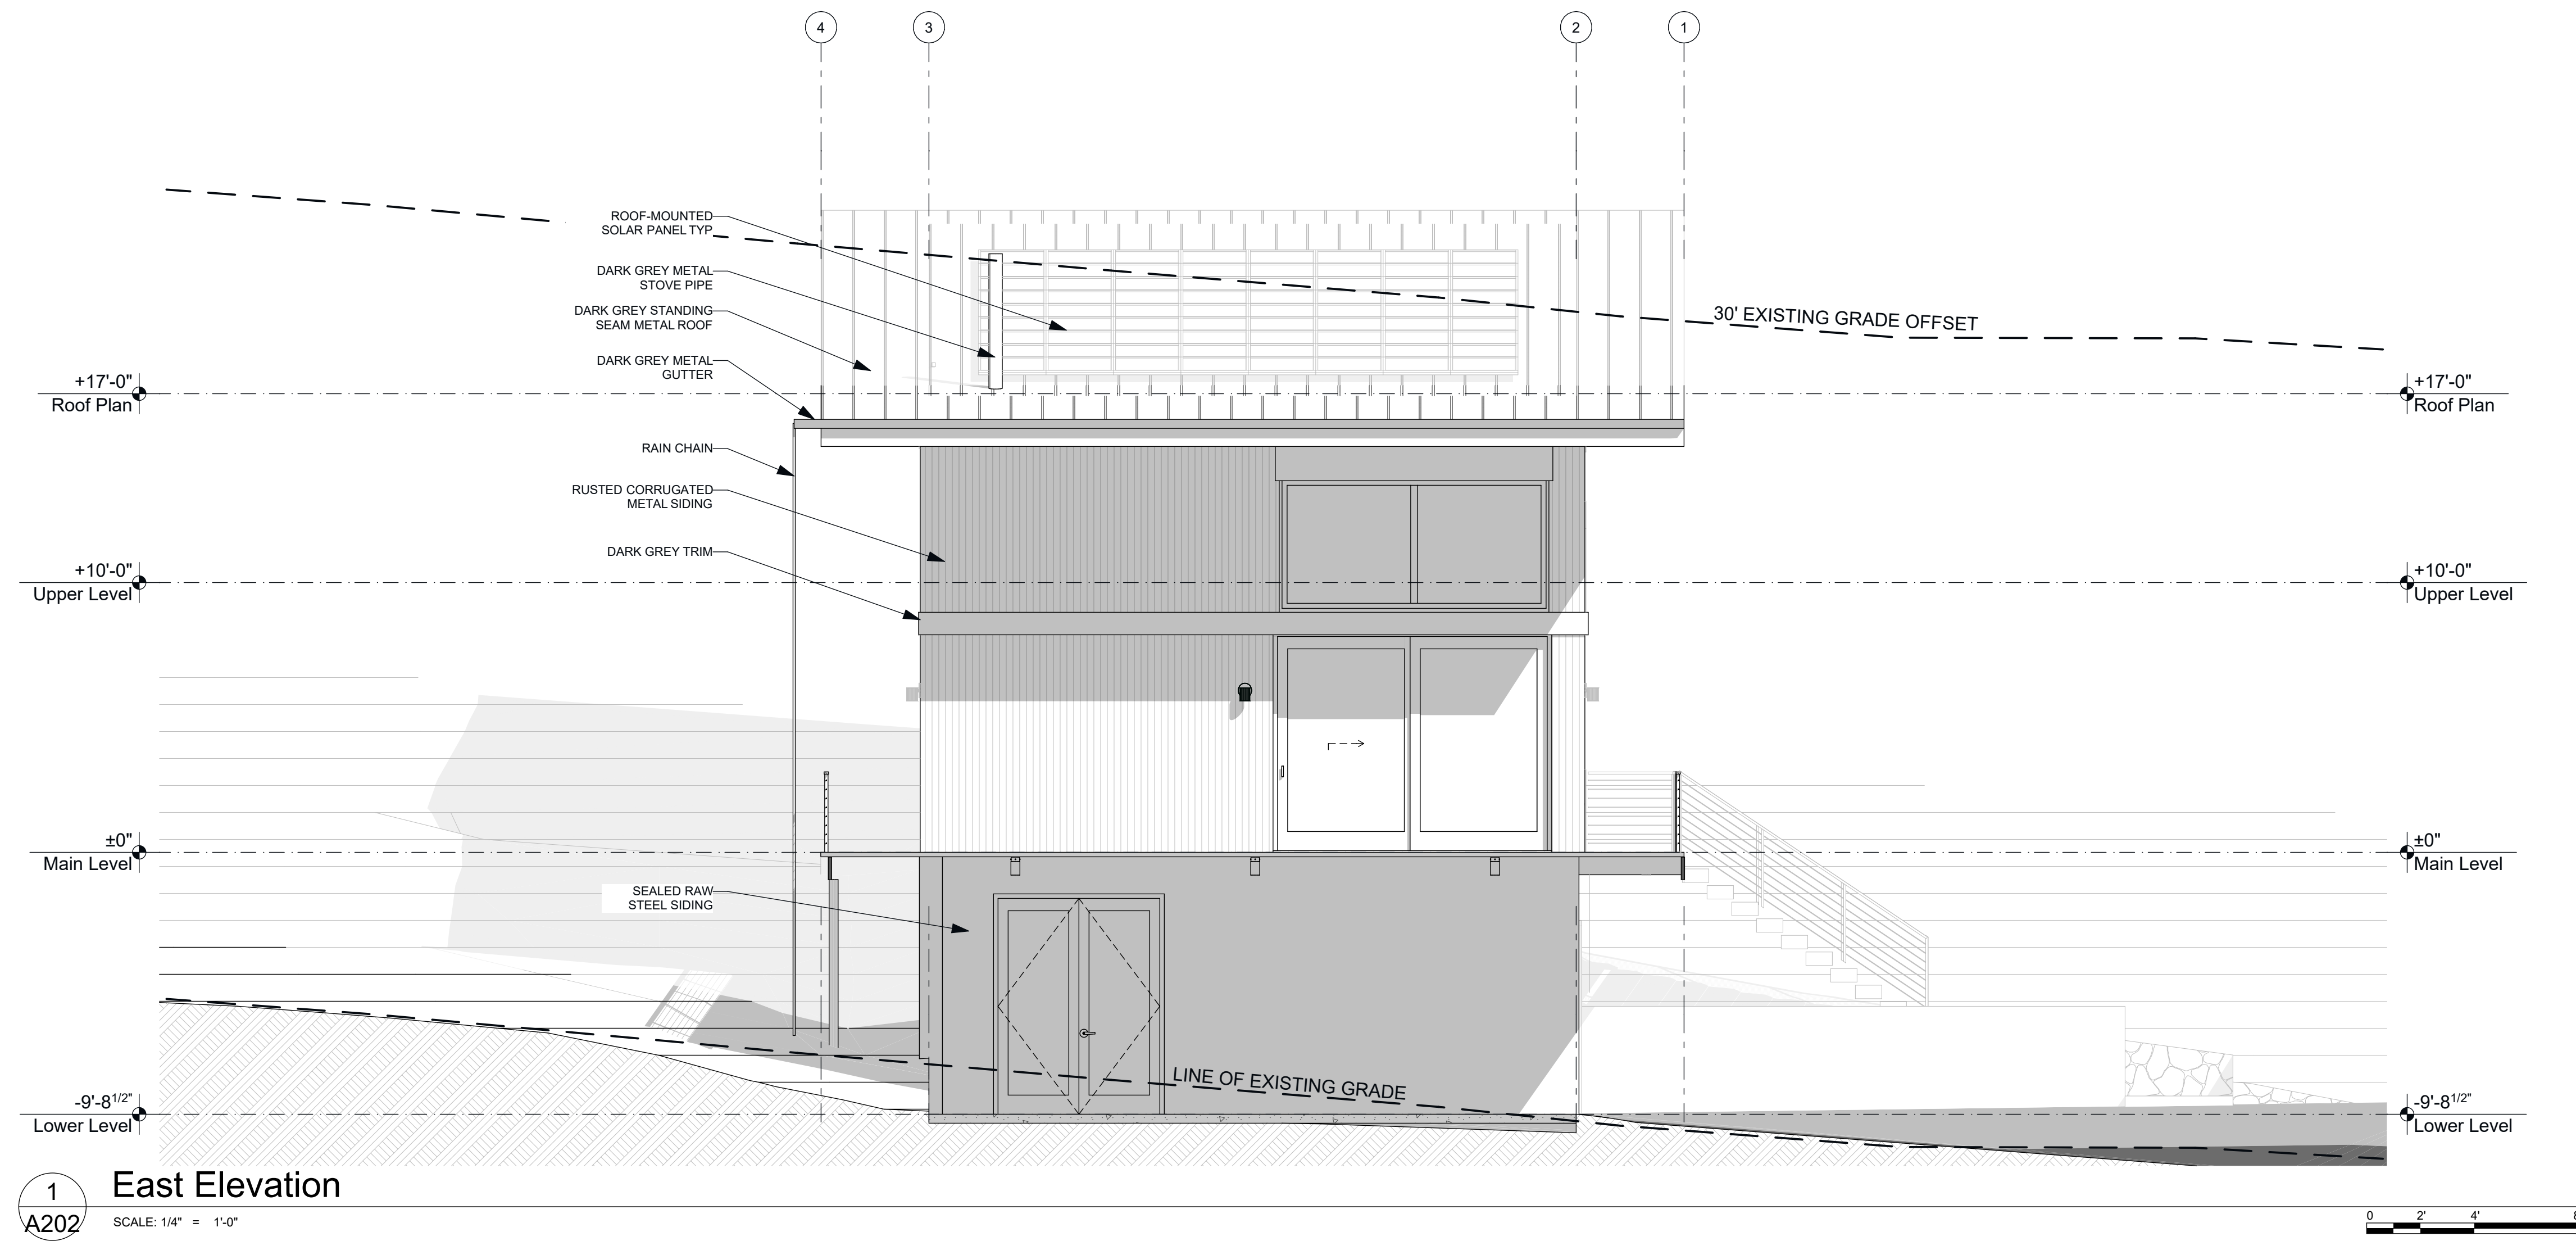 4
3
2
1
ROOF-MOUNTED
SOLAR PANEL TYP
DARK GREY METAL
STOVE PIPE
DARK GREY STANDING
SEAM METAL ROOF
DARK GREY METAL
GUTTER
30' EXISTING GRADE OFFSET
+17'-0"
Roof Plan
+17'-0"
Roof Plan
RAIN CHAIN
RUSTED CORRUGATED
METAL SIDING
DARK GREY TRIM
+10'-0"
Upper Level
+10'-0"
Upper Level
±0"
Main Level
±0"
Main Level
SEALED RAW
STEEL SIDING
LINE OF EXISTING GRADE
-9'-81/2"
Lower Level
-9'-81/2"
Lower Level
1
A202
East Elevation
SCALE: 1/4" = 1'-0"
0 2' 4'